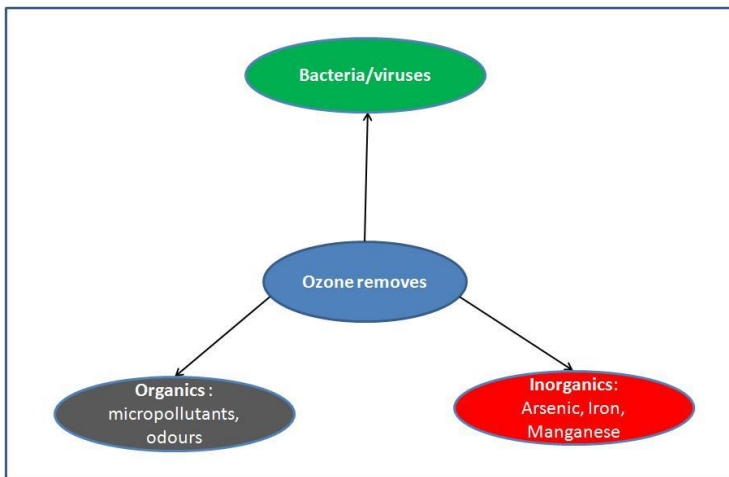 Bacteria/viruses
Ozone removes
Organics :
micropollutants,
odours
Inorganics:
Arsenic, Iron,
Manganese